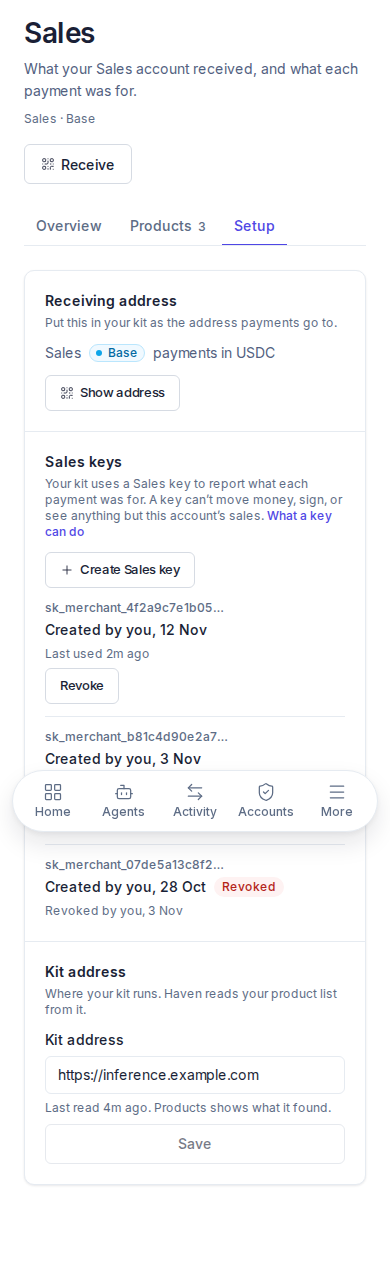 Sales
What your Sales account received, and what each
payment was for.
Sales · Base
Receive
Overview
Products 3
Setup
Receiving address
Put this in your kit as the address payments go to.
Sales Base payments in USDC
Show address
Sales keys
Your kit uses a Sales key to report what each
payment was for. A key can’t move money, sign, or
see anything but this account’s sales. What a key
can do
Create Sales key
sk_merchant_4f2a9c7e1b05…
Created by you, 12 Nov
Last used 2m ago
Revoke
sk_merchant_b81c4d90e2a7…
Created by you, 3 Nov
Home
Agents
Activity
Accounts
More
sk_merchant_07de5a13c8f2…
Created by you, 28 Oct Revoked
Revoked by you, 3 Nov
Kit address
Where your kit runs. Haven reads your product list
from it.
Kit address
https://inference.example.com
Last read 4m ago. Products shows what it found.
Save